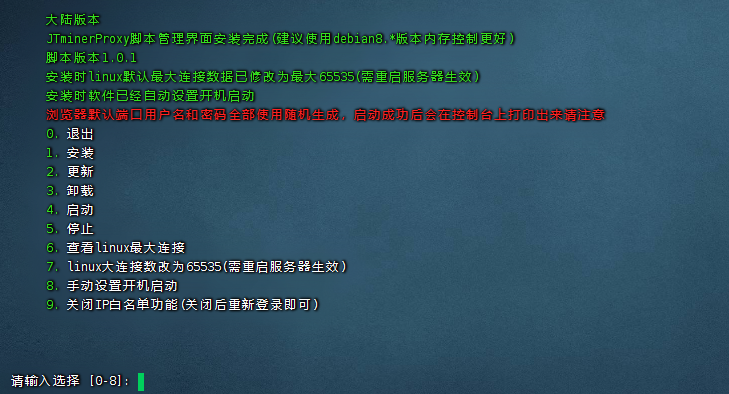 大陆版本
JTminerProxy脚本管理界面安装完成(建议使用debian8.*版本内存控制更好)
脚本版本1.0.1
安装时linux默认最大连接数据已修改为最大65535(需重启服务器生效)
安装时软件已经自动设置开机启动
浏览器默认端口用户名和密码全部使用随机生成，启动成功后会在控制台上打印出来请注意
0. 退出
1. 安装
2. 更新
3. 卸载
4. 启动
5. 停止
6. 查看linux最大连接
7. linux大连接数改为65535(需重启服务器生效)
8. 手动设置开机启动
9. 关闭IP白名单功能(关闭后重新登录即可)
请输入选择 [0-8]: